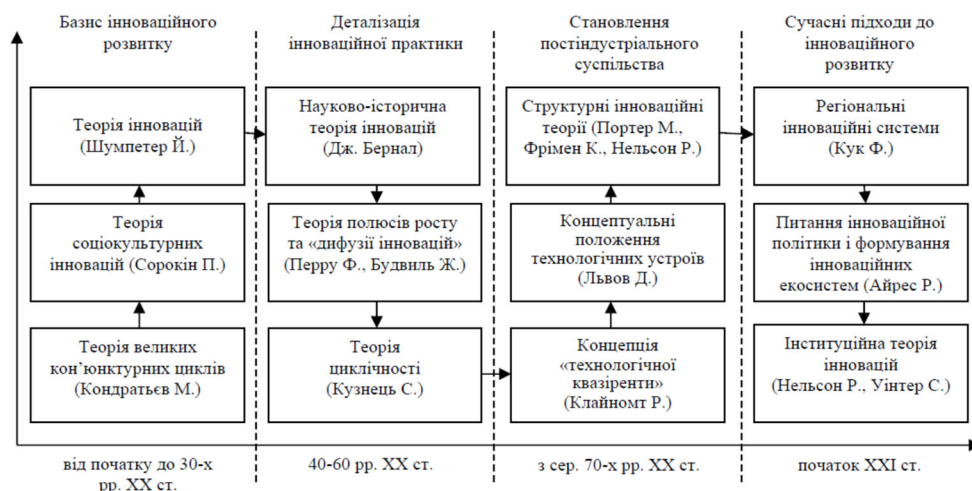 Базис інноваційного
розвитку
Деталізація
інноваційної практики
Становлення
постіндустріального
суспільства
Сучасні підходи до
інноваційного
розвитку
Теорія інновацій
(Шумпетер Й.)
Науково-історична
теорія інновацій
(Дж. Бернал)
Структурні інноваційні
теорії (Портер М.,
Фрімен К., Нельсон Р.)
Регіональні
інноваційні системи
(Кук Ф.)
Теорія
соціокультурних
інновацій (Сорокін П.)
Теорія полюсів росту
та «дифузії інновацій»
(Перру Ф., Будвиль Ж.)
Концептуальні
положення
технологічних устроїв
(Львов Д.)
Питання інноваційної
політики і формування
інноваційних
екосистем (Айрес Р.)
Теорія великих
кон’юнктурних циклів
(Кондратьєв М.)
Теорія
циклічності
(Кузнець С.)
Концепція
«технологічної
квазіренти»
(Клайномт Р.)
Інституційна теорія
інновацій
(Нельсон Р., Уінтер С.)
від початку до 30-х
рр. ХХ ст.
40-60 рр. ХХ ст.
з сер. 70-х рр. ХХ ст.
початок ХХІ ст.